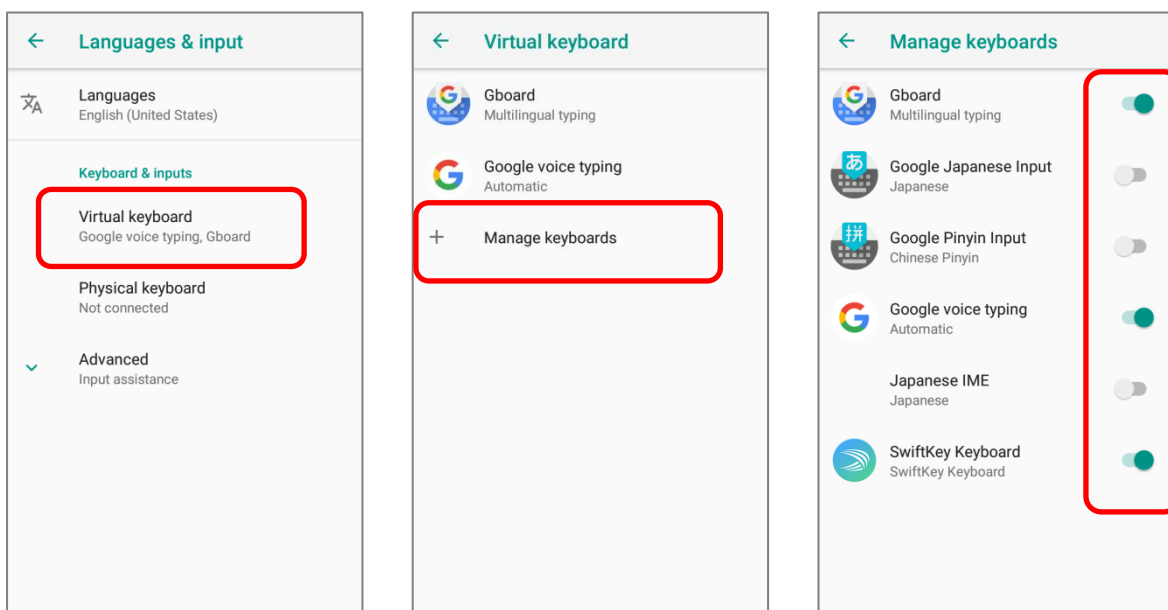 Languages & input
Languages
English (United States)
Keyboard & inputs
Virtual keyboard
Google voice typing, Gboard
Physical keyboard
Not connected
Advanced
Input assistance
Virtual keyboard
Gboard
Multilingual typing
Google voice typing
Automatic
Manage keyboards
Manage keyboards
Gboard
Multilingual typing
Google Japanese Input
Japanese
Google Pinyin Input
Chinese Pinyin
Google voice typing
Automatic
Japanese IME
Japanese
SwiftKey Keyboard
SwiftKey Keyboard